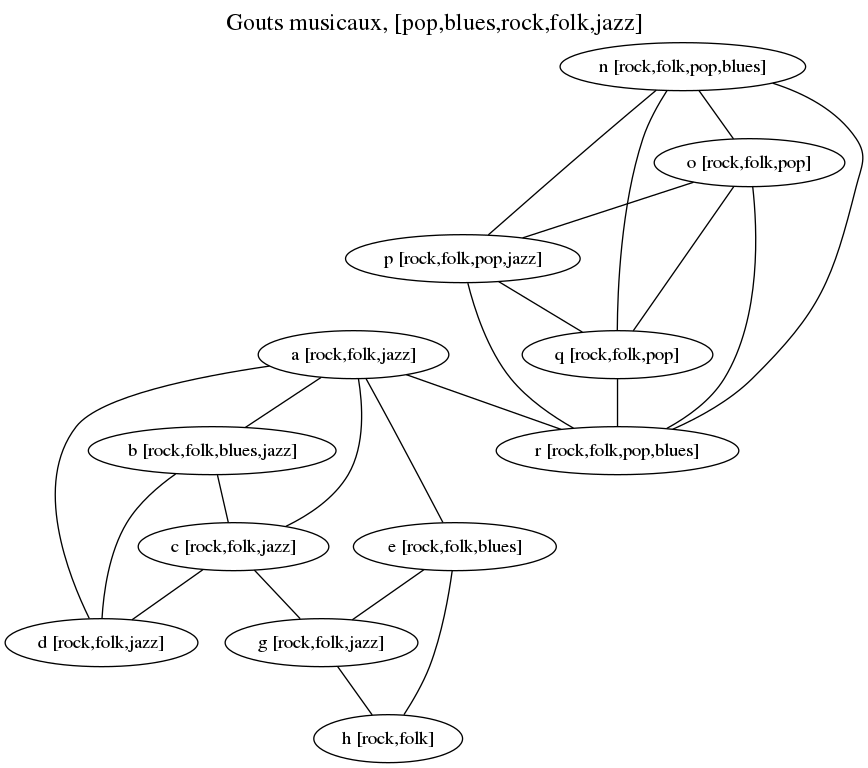 Gouts musicaux, [pop,blues,rock,folk,jazz]
n [rock,folk,pop,blues]
o [rock,folk,pop]
p [rock,folk,pop,jazz]
a [rock,folk,jazz]
q [rock,folk,pop]
b [rock,folk,blues,jazz]
r [rock,folk,pop,blues]
c [rock,folk,jazz]
e [rock,folk,blues]
d [rock,folk,jazz]
g [rock,folk,jazz]
h [rock,folk]